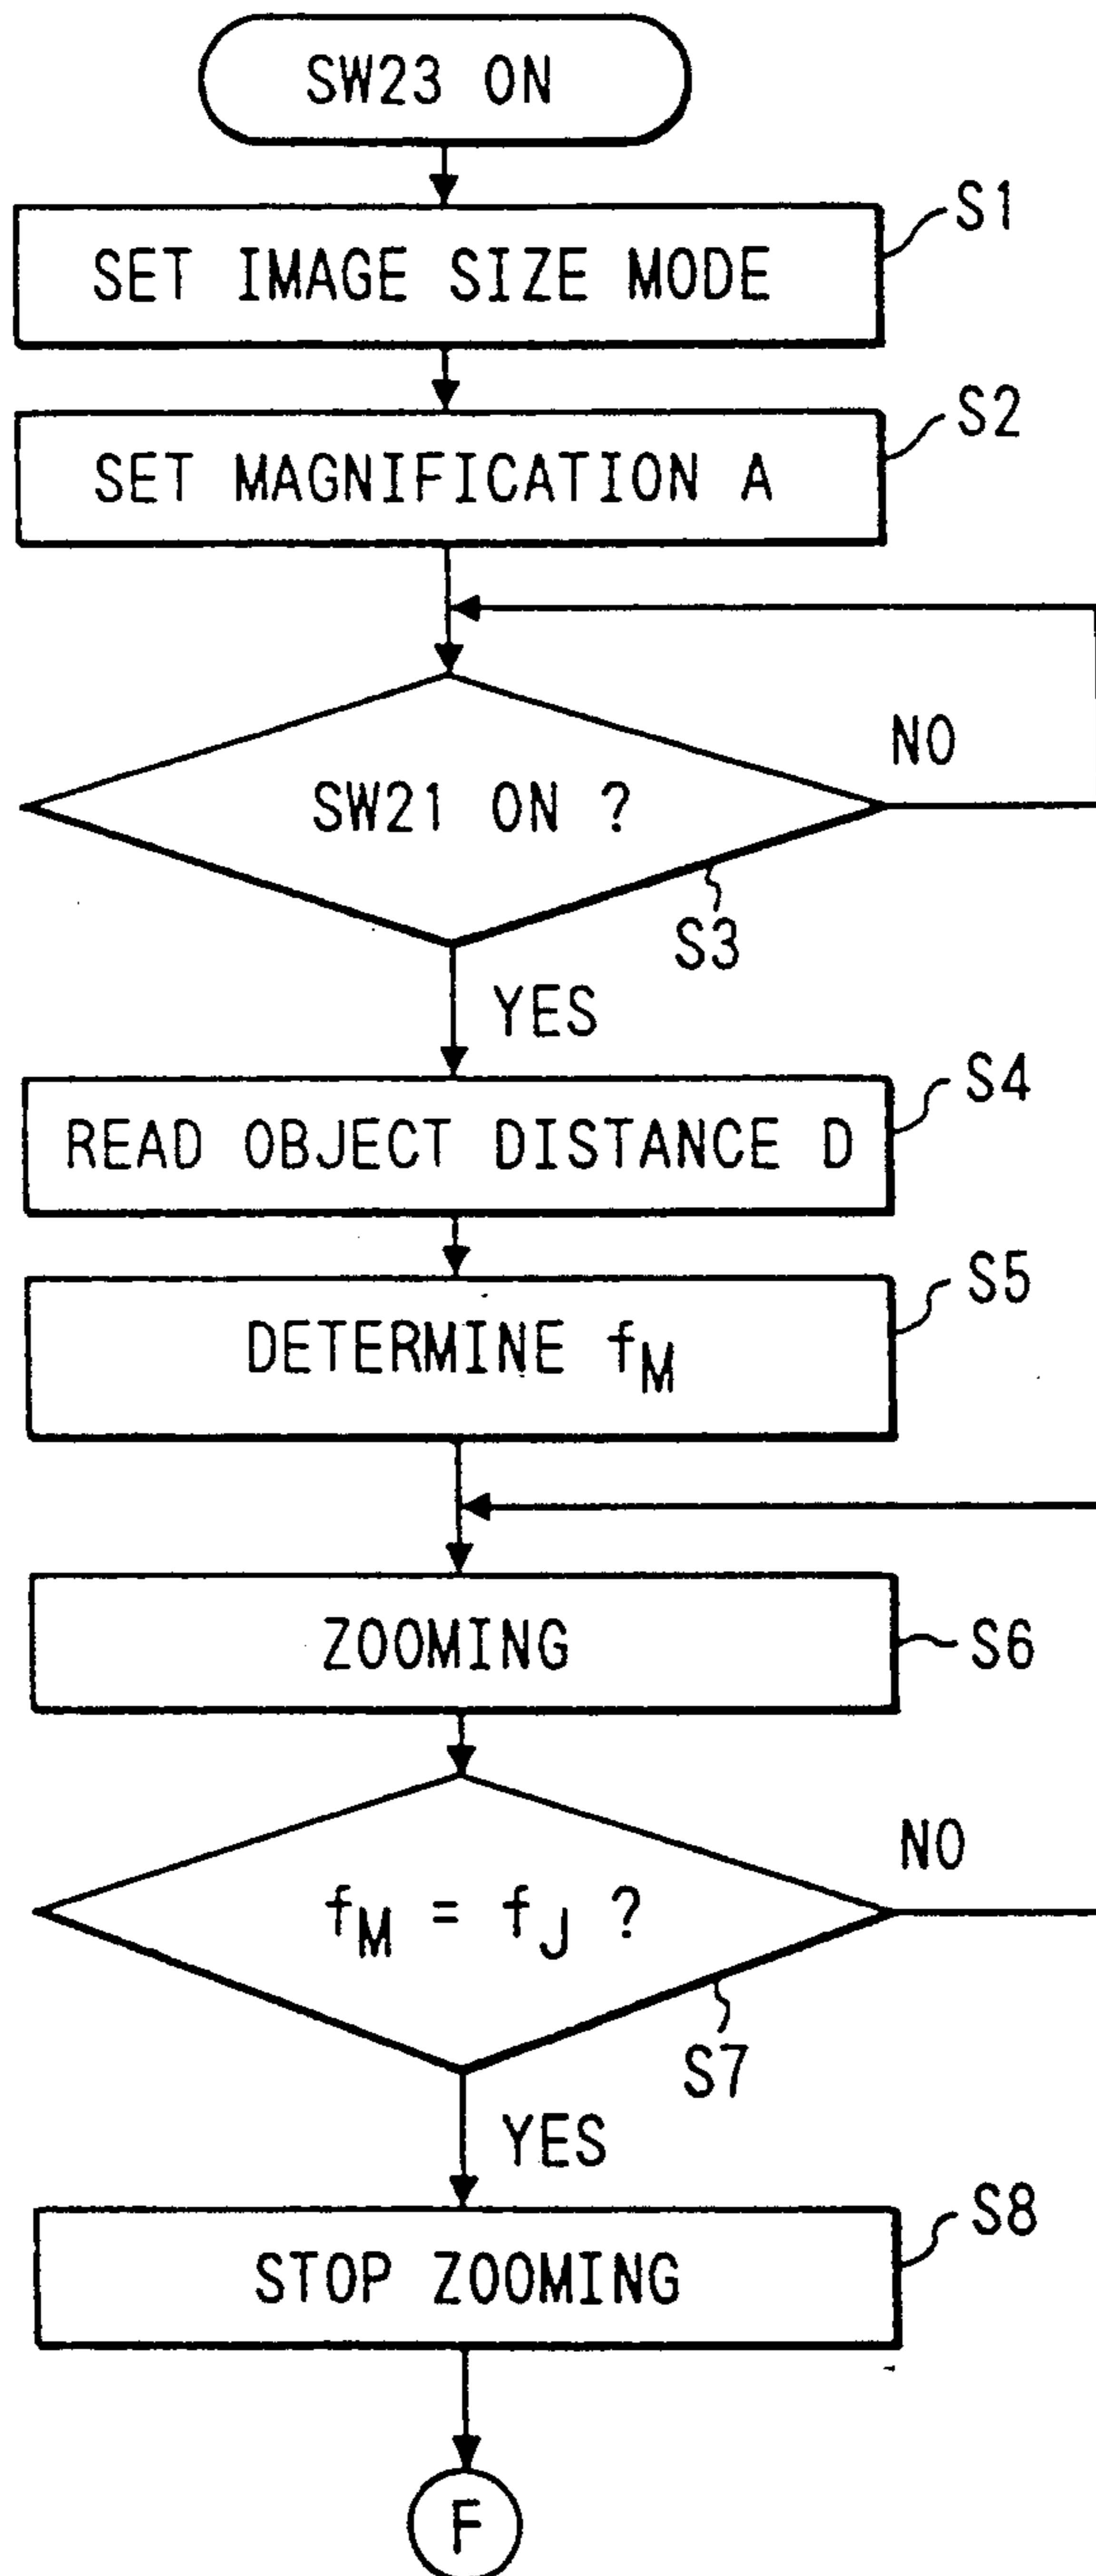 SW23 ON
S1
SET IMAGE SIZE MODE
S2
SET MAGNIFICATION A
NO
SW21 ON ?
S3
YES
S4
READ OBJECT DISTANCE D
S5
DETERMINE fM
ZOOMING
S6
NO
fM = fJ ?
S7
YES
S8
STOP ZOOMING
F